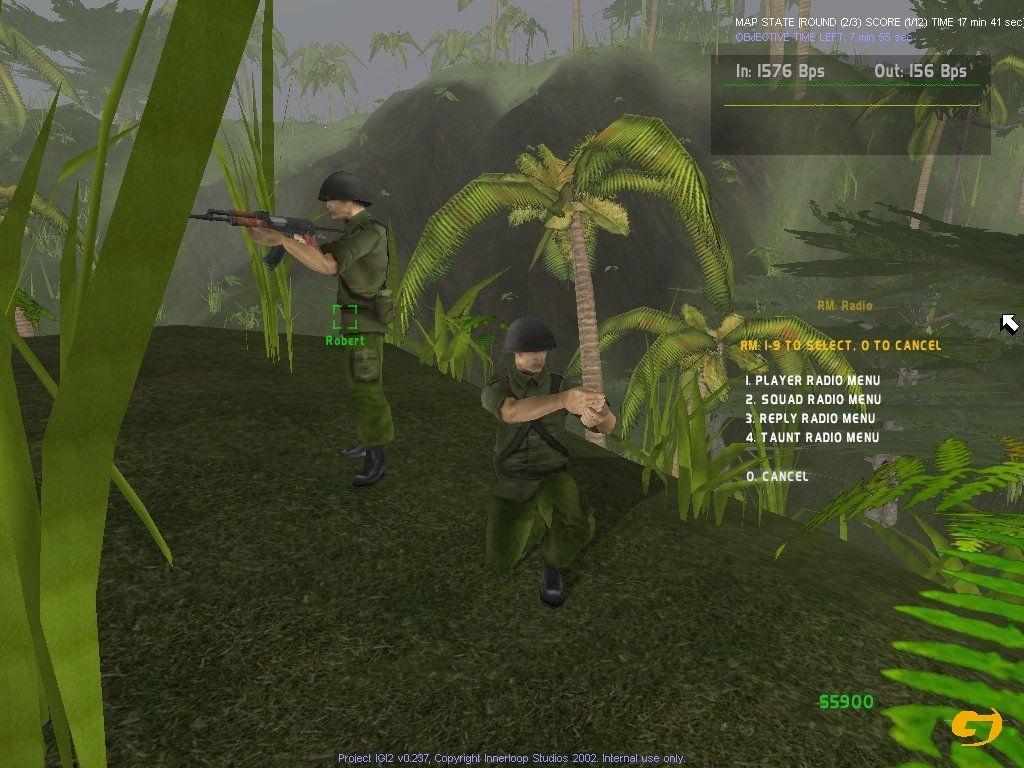 MAP STATE [ROUND (2/3) SCORE (1/12) TIME 17 min 41 sec]
OBJECTIVE TIME LEFT: 7 min 55 sec
In: 1576 Bps Out: 156 Bps
RM: Radio
Robert
RM: 1-9 TO SELECT, 0 TO CANCEL
1. PLAYER RADIO MENU
2. SQUAD RADIO MENU
3. REPLY RADIO MENU
4. TAUNT RADIO MENU
0. CANCEL
$5900
Project IGI2 v0.237, Copyright Innerloop Studios 2002. Internal use only.